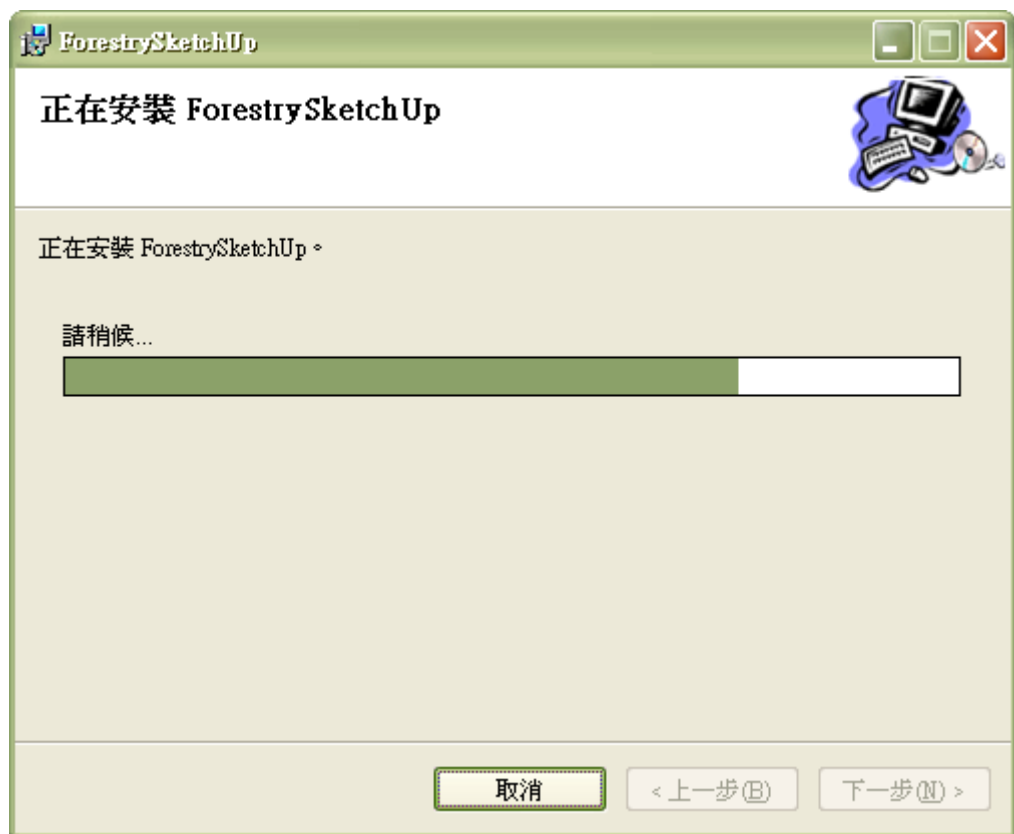 ForestrySketchUp
正在安裝 ForestrySketchUp
正在安裝 ForestrySketchUp。
請稍候...
取消
< 上一步(B)
下一步(N) >